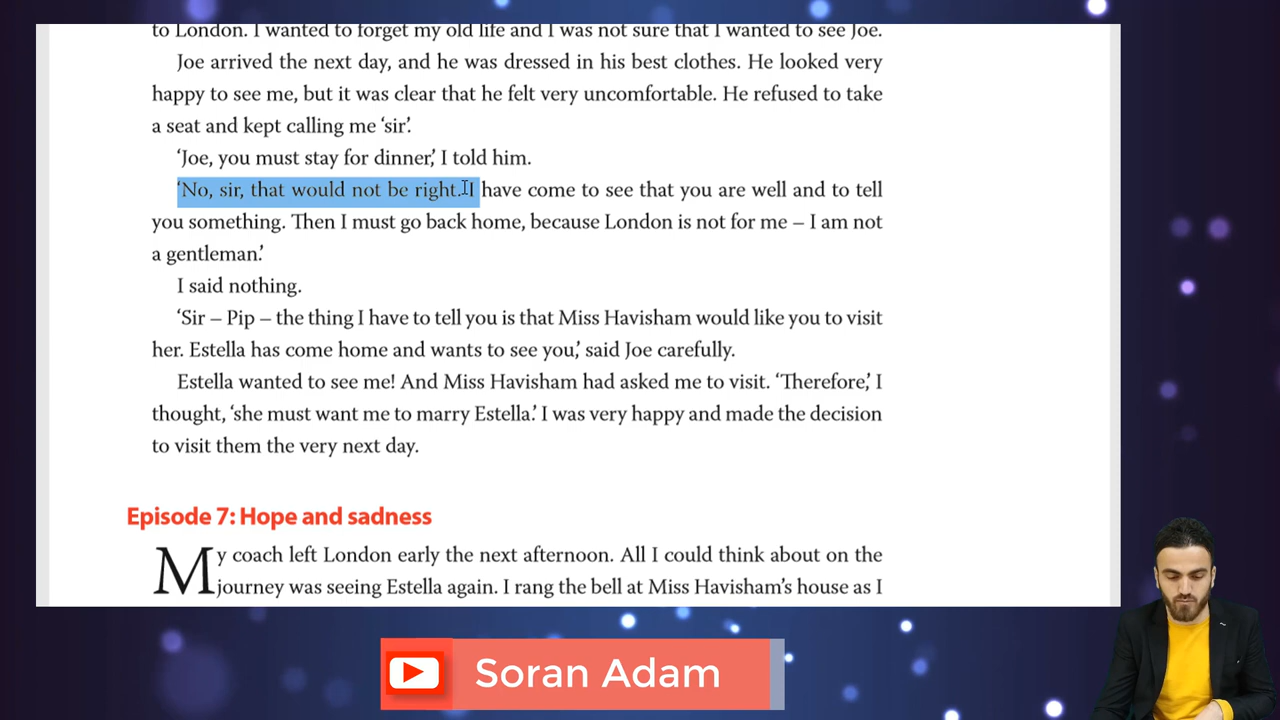 to London. I wanted to forget my old life and I was not sure that I wanted to see Joe.
Joe arrived the next day, and he was dressed in his best clothes. He looked very
happy to see me, but it was clear that he felt very uncomfortable. He refused to take
a seat and kept calling me ‘sir’.
‘Joe, you must stay for dinner,’ I told him.
‘No, sir, that would not be right. I have come to see that you are well and to tell
you something. Then I must go back home, because London is not for me – I am not
a gentleman.’
I said nothing.
‘Sir – Pip – the thing I have to tell you is that Miss Havisham would like you to visit
her. Estella has come home and wants to see you,’ said Joe carefully.
Estella wanted to see me! And Miss Havisham had asked me to visit. ‘Therefore,’ I
thought, ‘she must want me to marry Estella.’ I was very happy and made the decision
to visit them the very next day.
Episode 7: Hope and sadness
My coach left London early the next afternoon. All I could think about on the
journey was seeing Estella again. I rang the bell at Miss Havisham’s house as I
Soran Adam